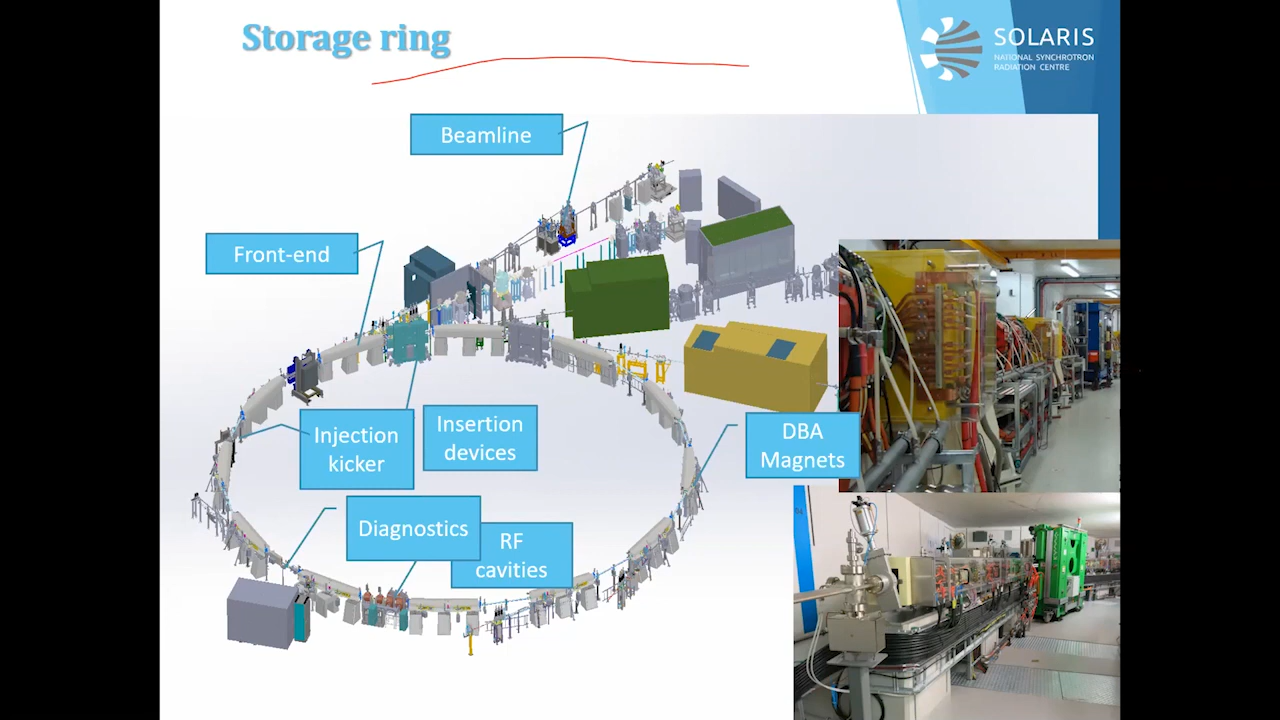 Storage ring
SOLARIS
NATIONAL SYNCHROTRON
RADIATION CENTRE
Beamline
Front-end
Injection
kicker
Insertion
devices
DBA
Magnets
Diagnostics
RF
cavities